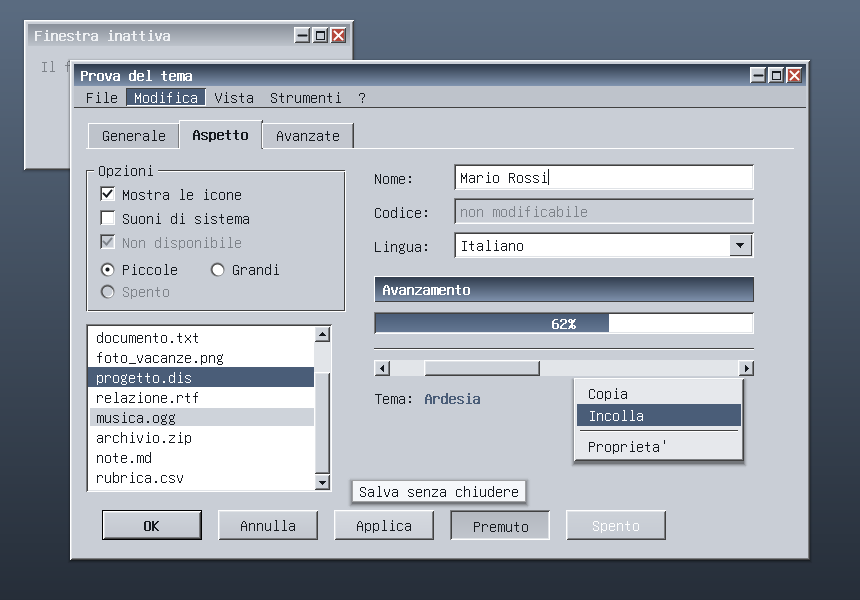 Finestra inattiva
Il f
Prova del tema
File Modifica Vista Strumenti ?
Generale Aspetto Avanzate
Opzioni
Mostra le icone
Suoni di sistema
Non disponibile
Piccole Grandi
Spento
Nome: Mario Rossi
Codice: non modificabile
Lingua: Italiano
Avanzamento
62%
documento.txt
foto_vacanze.png
progetto.dis
relazione.rtf
musica.ogg
archivio.zip
note.md
rubrica.csv
Tema: Ardesia
Copia
Incolla
Proprieta'
Salva senza chiudere
OK Annulla Applica Premuto Spento